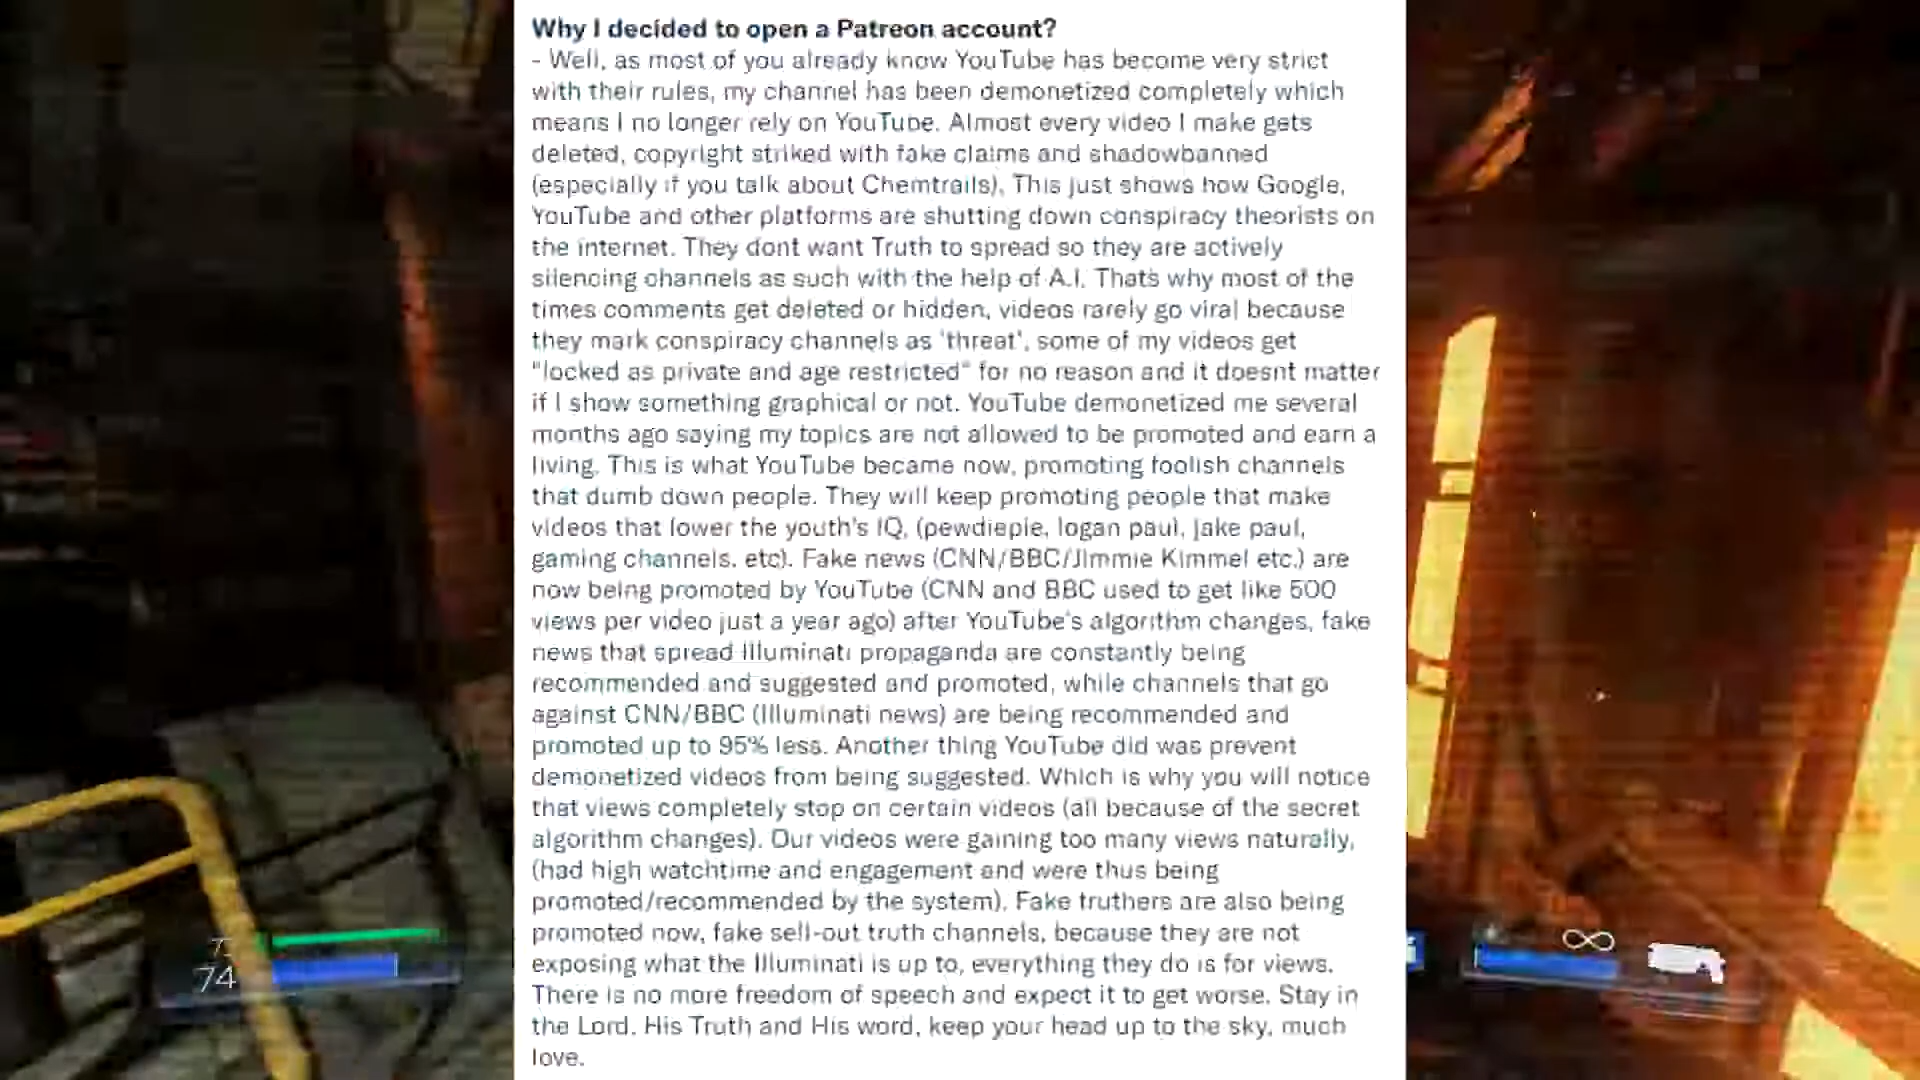 Why I decided to open a Patreon account?
- Well, as most of you already know YouTube has become very strict
with their rules, my channel has been demonetized completely which
means I no longer rely on YouTube. Almost every video I make gets
deleted, copyright striked with fake claims and shadowbanned
(especially if you talk about Chemtrails). This just shows how Google,
YouTube and other platforms are shutting down conspiracy theorists on
the internet. They dont want Truth to spread so they are actively
silencing channels as such with the help of A.I. Thats why most of the
times comments get deleted or hidden, videos rarely go viral because
they mark conspiracy channels as 'threat', some of my videos get
"locked as private and age restricted" for no reason and it doesnt matter
if I show something graphical or not. YouTube demonetized me several
months ago saying my topics are not allowed to be promoted and earn a
living. This is what YouTube became now, promoting foolish channels
that dumb down people. They will keep promoting people that make
videos that lower the youth's IQ, (pewdiepie, logan paul, jake paul,
gaming channels, etc). Fake news (CNN/BBC/Jimmie Kimmel etc.) are
now being promoted by YouTube (CNN and BBC used to get like 500
views per video just a year ago) after YouTube's algorithm changes, fake
news that spread Illuminati propaganda are constantly being
recommended and suggested and promoted, while channels that go
against CNN/BBC (Illuminati news) are being recommended and
promoted up to 95% less. Another thing YouTube did was prevent
demonetized videos from being suggested. Which is why you will notice
that views completely stop on certain videos (all because of the secret
algorithm changes). Our videos were gaining too many views naturally,
(had high watchtime and engagement and were thus being
promoted/recommended by the system). Fake truthers are also being
promoted now, fake sell-out truth channels, because they are not
exposing what the Illuminati is up to, everything they do is for views.
There is no more freedom of speech and expect it to get worse. Stay in
the Lord, His Truth and His word, keep your head up to the sky, much
love.
74
∞